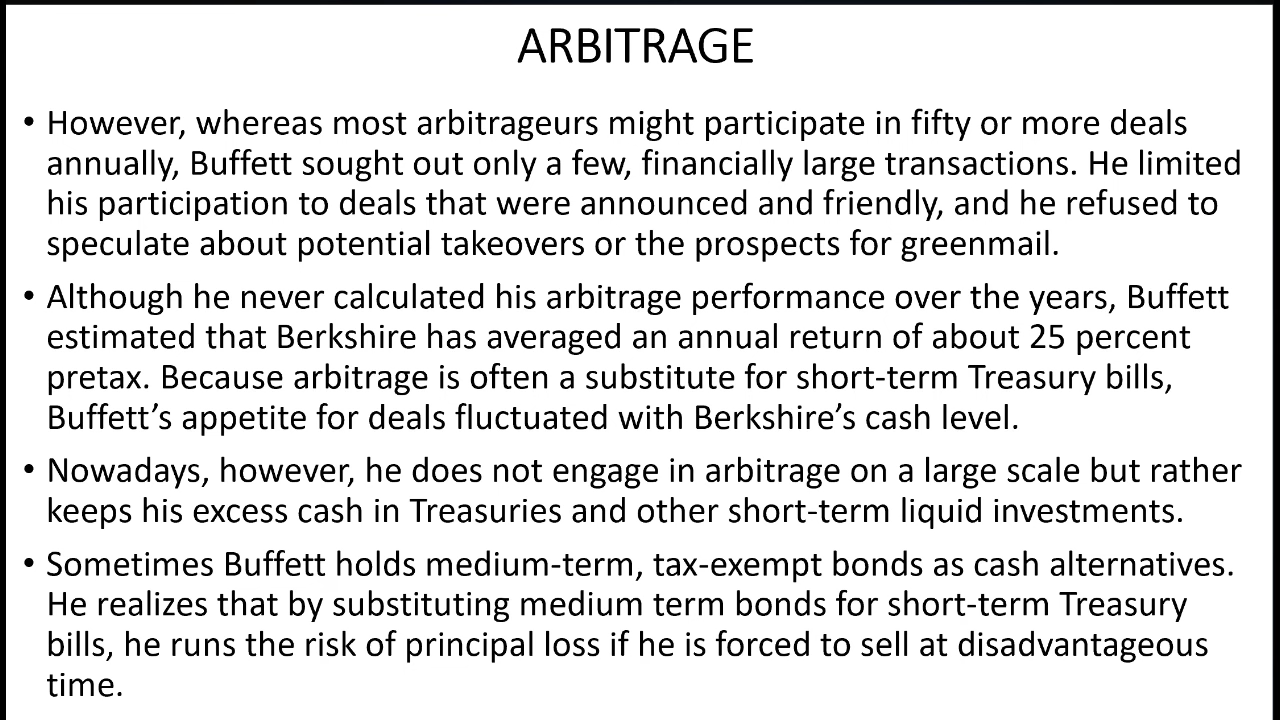 ARBITRAGE
• However, whereas most arbitrageurs might participate in fifty or more deals
annually, Buffett sought out only a few, financially large transactions. He limited
his participation to deals that were announced and friendly, and he refused to
speculate about potential takeovers or the prospects for greenmail.
• Although he never calculated his arbitrage performance over the years, Buffett
estimated that Berkshire has averaged an annual return of about 25 percent
pretax. Because arbitrage is often a substitute for short-term Treasury bills,
Buffett’s appetite for deals fluctuated with Berkshire’s cash level.
• Nowadays, however, he does not engage in arbitrage on a large scale but rather
keeps his excess cash in Treasuries and other short-term liquid investments.
• Sometimes Buffett holds medium-term, tax-exempt bonds as cash alternatives.
He realizes that by substituting medium term bonds for short-term Treasury
bills, he runs the risk of principal loss if he is forced to sell at disadvantageous
time.